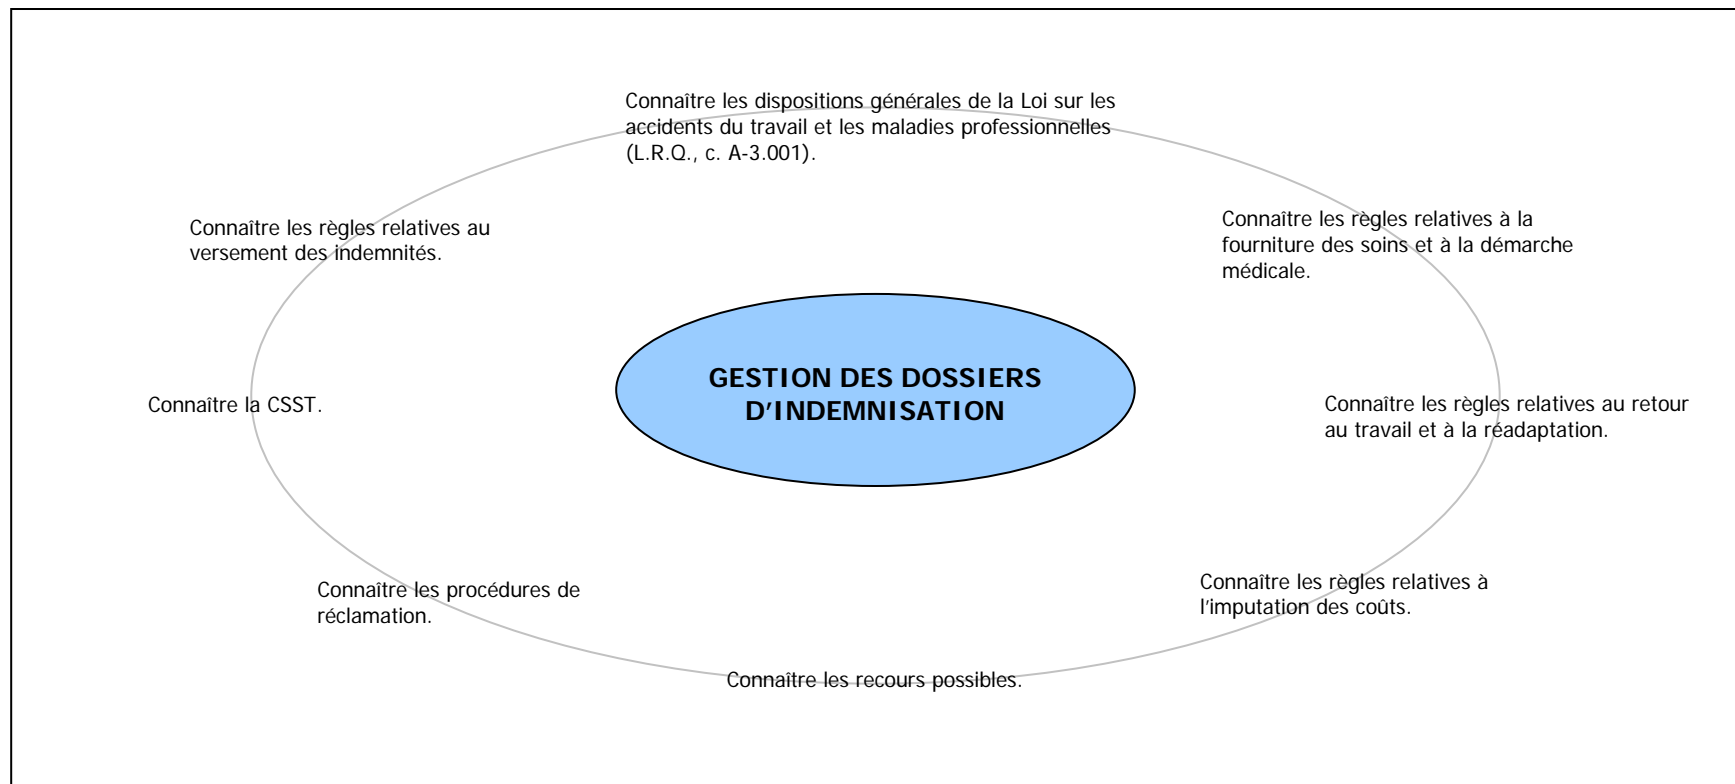 Connaître les dispositions générales de la Loi sur les
accidents du travail et les maladies professionnelles
(L.R.Q., c. A-3.001).
Connaître les règles relatives au
versement des indemnités.
Connaître les règles relatives à la
fourniture des soins et à la démarche
médicale.
GESTION DES DOSSIERS
D'INDEMNISATION
Connaître la CSST.
Connaître les règles relatives au retour
au travail et à la réadaptation.
Connaître les procédures de
réclamation.
Connaître les règles relatives à
l'imputation des coûts.
Connaître les recours possibles.